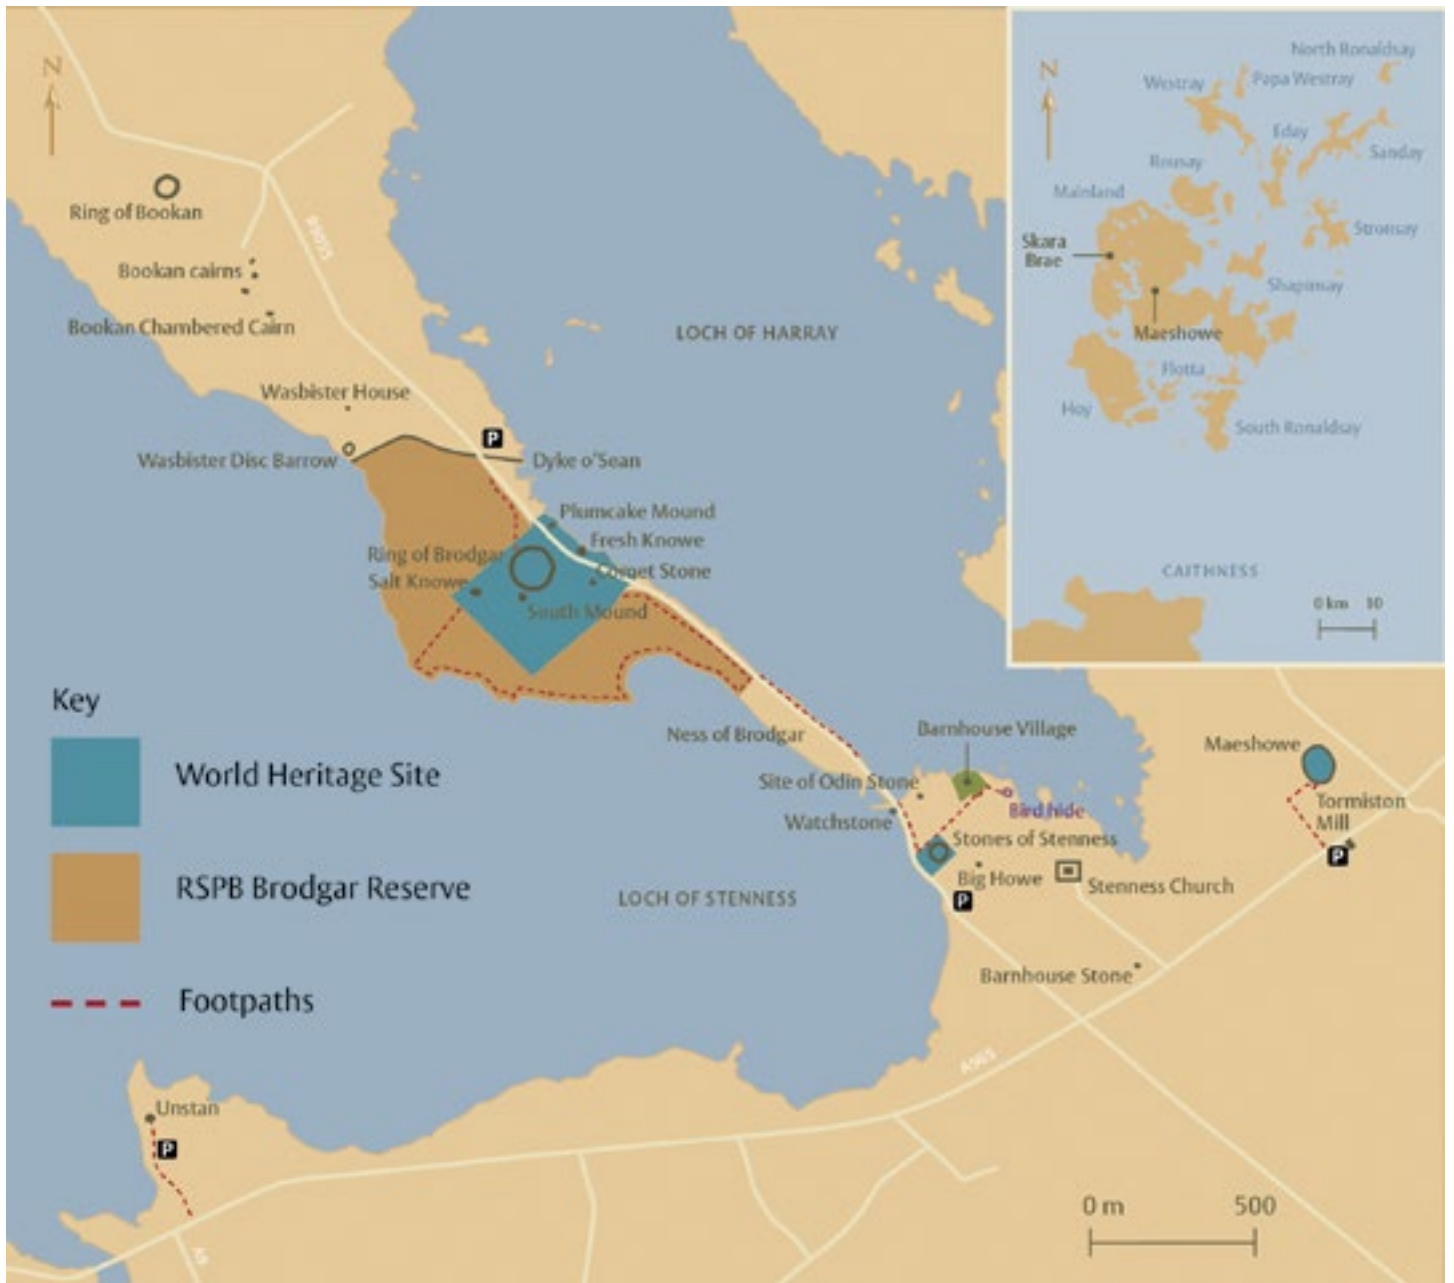 N
Ring of Bookan
Bookan cairns
Bookan Chambered Cairn
B9055
LOCH OF HARRAY
Wasbister House
P
Wasbister Disc Barrow
Dyke o'Sean
Plumcake Mound
Fresh Knowe
Ring of Brodgar
Comet Stone
Salt Knowe
South Mound
Ness of Brodgar
Barnhouse Village
Site of Odin Stone
Bird hide
Watchstone
Stones of Stenness
Big Howe
Stenness Church
P
LOCH OF STENNESS
Barnhouse Stone
Maeshowe
Tormiston
Mill
P
A965
Unstan
P
A9
0 m 500
Key
World Heritage Site
RSPB Brodgar Reserve
Footpaths
N
North Ronaldsay
Westray
Papa Westray
Eday
Sanday
Rousay
Mainland
Stronsay
Skara
Brae
Shapinsay
Maeshowe
Flotta
Hoy
South Ronaldsay
CAITHNESS
0 km 10